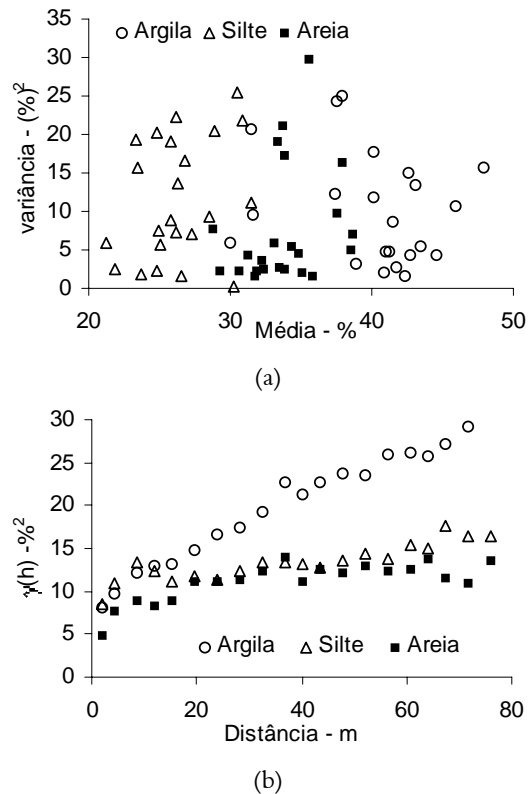 Argila Silte Areia
35
30
25
20
15
10
5
0
variância - (%)²
20 30 40 50
Média - %
(a)
30
25
20
15
10
5
0
γ(h) -%²
Argila Silte Areia
0 20 40 60 80
Distância - m
(b)